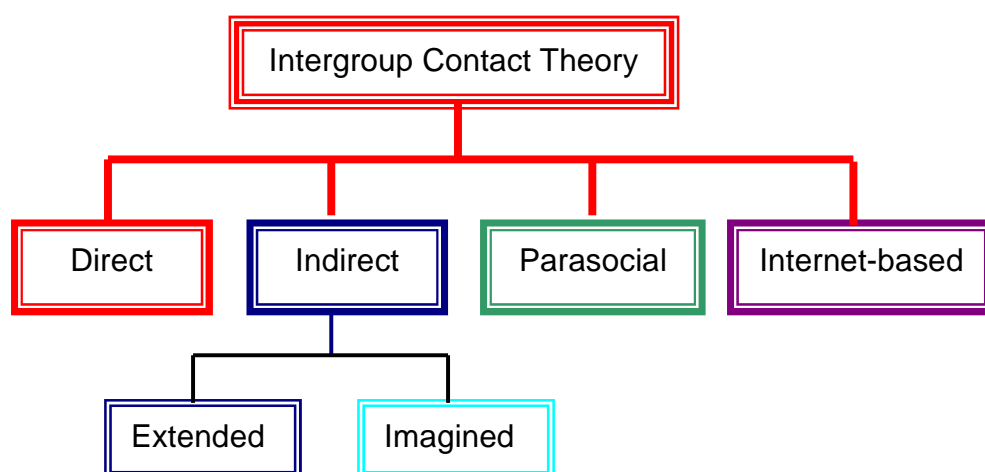 Intergroup Contact Theory
Direct
Indirect
Parasocial
Internet-based
Extended
Imagined